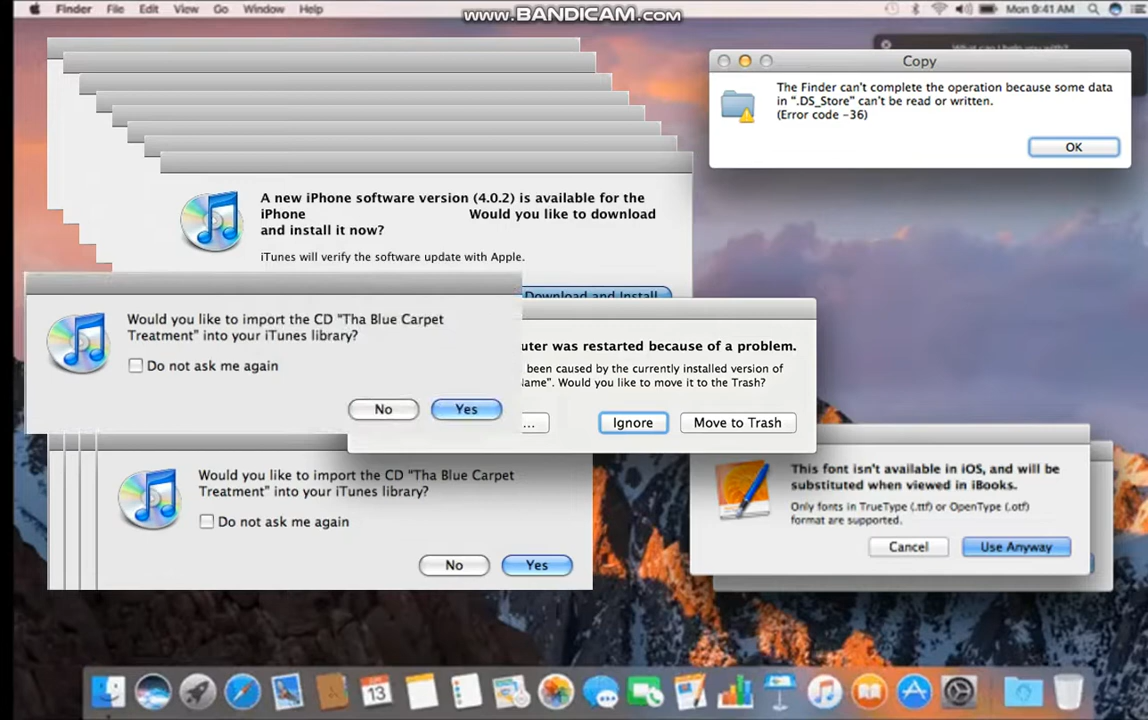 Finder File Edit View Go Window Help
www.BANDICAM.com
Mon 9:41 AM
What can I help you with?
Copy
The Finder can't complete the operation because some data
in ".DS_Store" can't be read or written.
(Error code -36)
OK
A new iPhone software version (4.0.2) is available for the
iPhone Would you like to download
and install it now?
iTunes will verify the software update with Apple.
Download and Install
Would you like to import the CD "Tha Blue Carpet
Treatment" into your iTunes library?
Do not ask me again
No Yes
uter was restarted because of a problem.
been caused by the currently installed version of
lame". Would you like to move it to the Trash?
... Ignore Move to Trash
Would you like to import the CD "Tha Blue Carpet
Treatment" into your iTunes library?
Do not ask me again
No Yes
This font isn't available in iOS, and will be
substituted when viewed in iBooks.
Only fonts in TrueType (.ttf) or OpenType (.otf)
format are supported.
Cancel Use Anyway
13